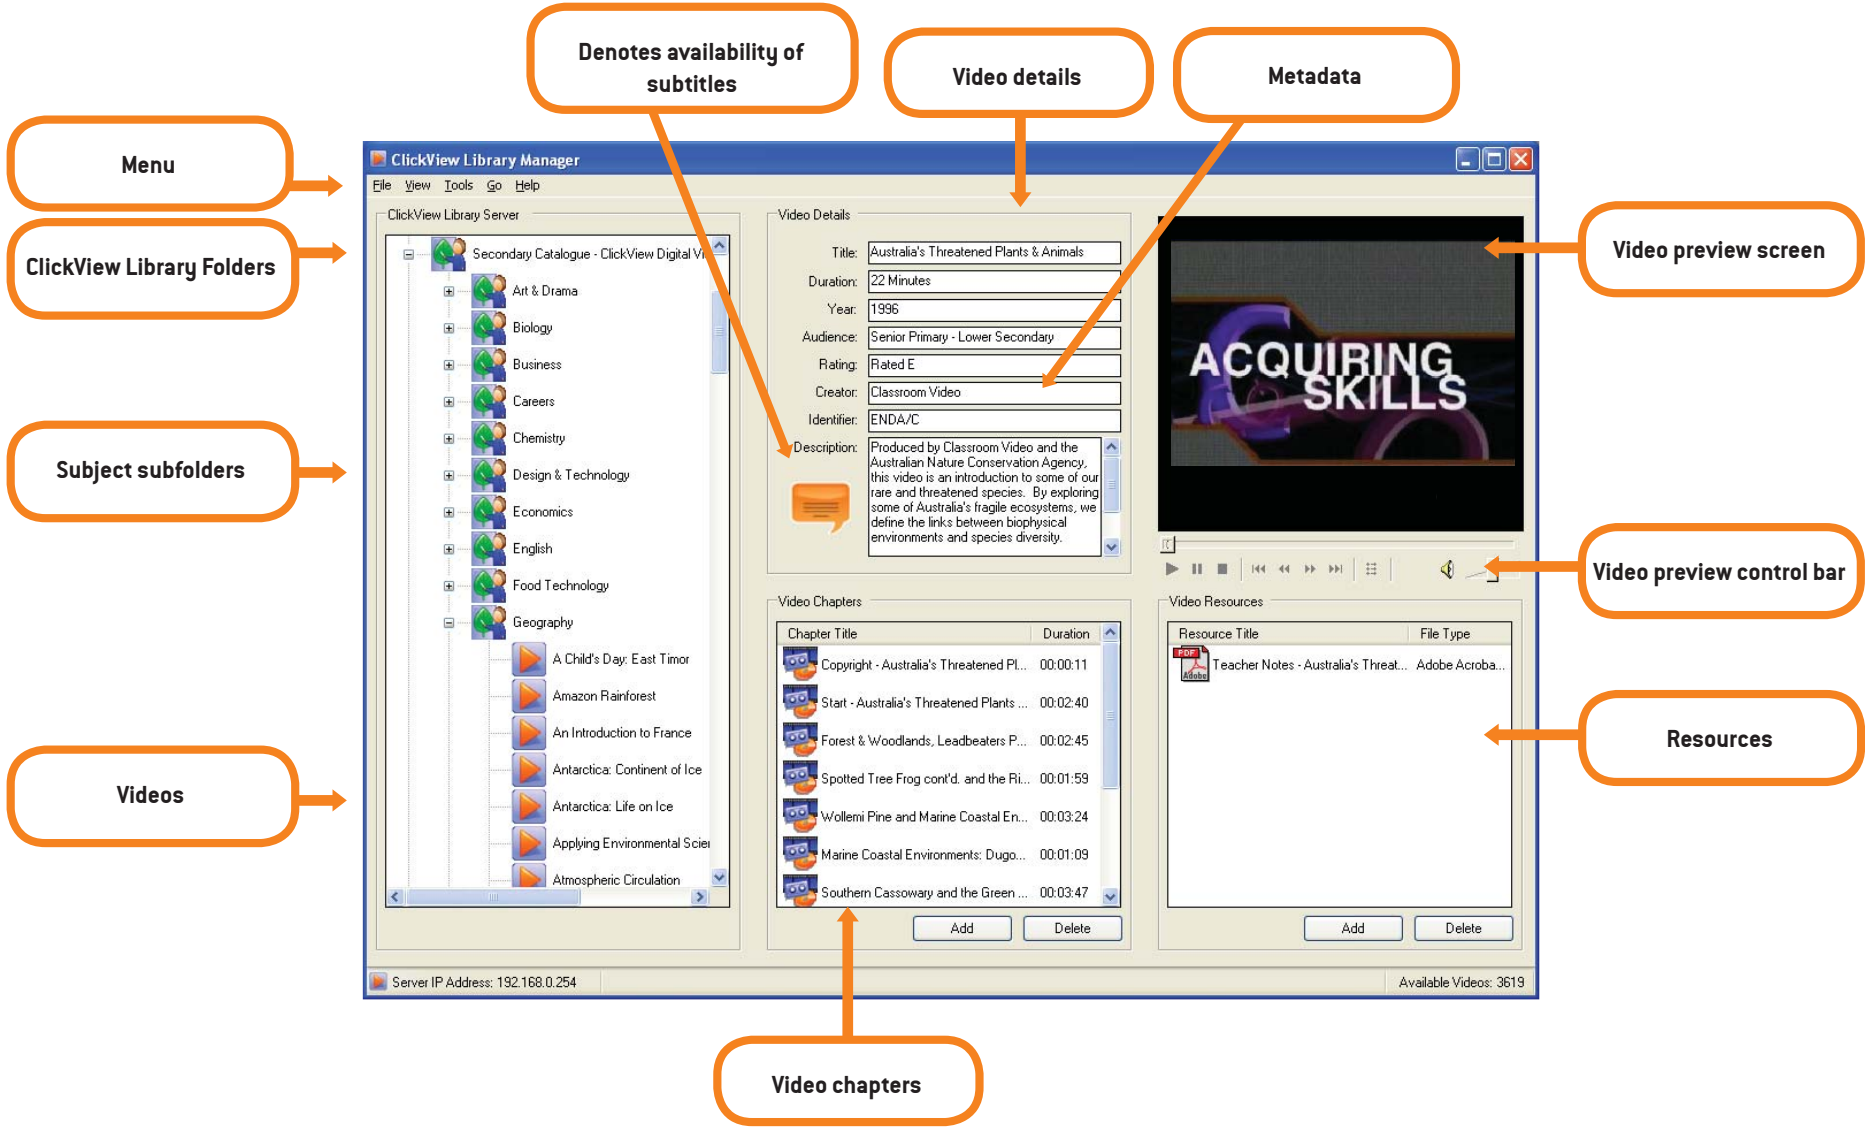 Denotes availability of
subtitles
Video details
Metadata
Menu
ClickView Library Folders
Subject subfolders
Videos
Video preview screen
Video preview control bar
Resources
Video chapters
ClickView Library Manager
File View Tools Go Help
ClickView Library Server
Secondary Catalogue - ClickView Digital Vi
Art & Drama
Biology
Business
Careers
Chemistry
Design & Technology
Economics
English
Food Technology
Geography
A Child's Day: East Timor
Amazon Rainforest
An Introduction to France
Antarctica: Continent of Ice
Antarctica: Life on Ice
Applying Environmental Scie
Atmospheric Circulation
Video Details
Title: Australia's Threatened Plants & Animals
Duration: 22 Minutes
Year: 1996
Audience: Senior Primary - Lower Secondary
Rating: Rated E
Creator: Classroom Video
Identifier: ENDA/C
Description: Produced by Classroom Video and the
Australian Nature Conservation Agency,
this video is an introduction to some of our
rare and threatened species. By exploring
some of Australia's fragile ecosystems, we
define the links between biophysical
environments and species diversity.
ACQUIRING
SKILLS
Video Chapters
Chapter Title Duration
Copyright - Australia's Threatened Pl... 00:00:11
Start - Australia's Threatened Plants ... 00:02:40
Forest & Woodlands, Leadbeaters P... 00:02:45
Spotted Tree Frog cont'd. and the Ri... 00:01:59
Wollemi Pine and Marine Coastal En... 00:03:24
Marine Coastal Environments: Dugo... 00:01:09
Southern Cassowary and the Green ... 00:03:47
Add Delete
Video Resources
Resource Title File Type
PDF
Adobe
Teacher Notes - Australia's Threat... Adobe Acroba...
Add Delete
Server IP Address: 192.168.0.254
Available Videos: 3619